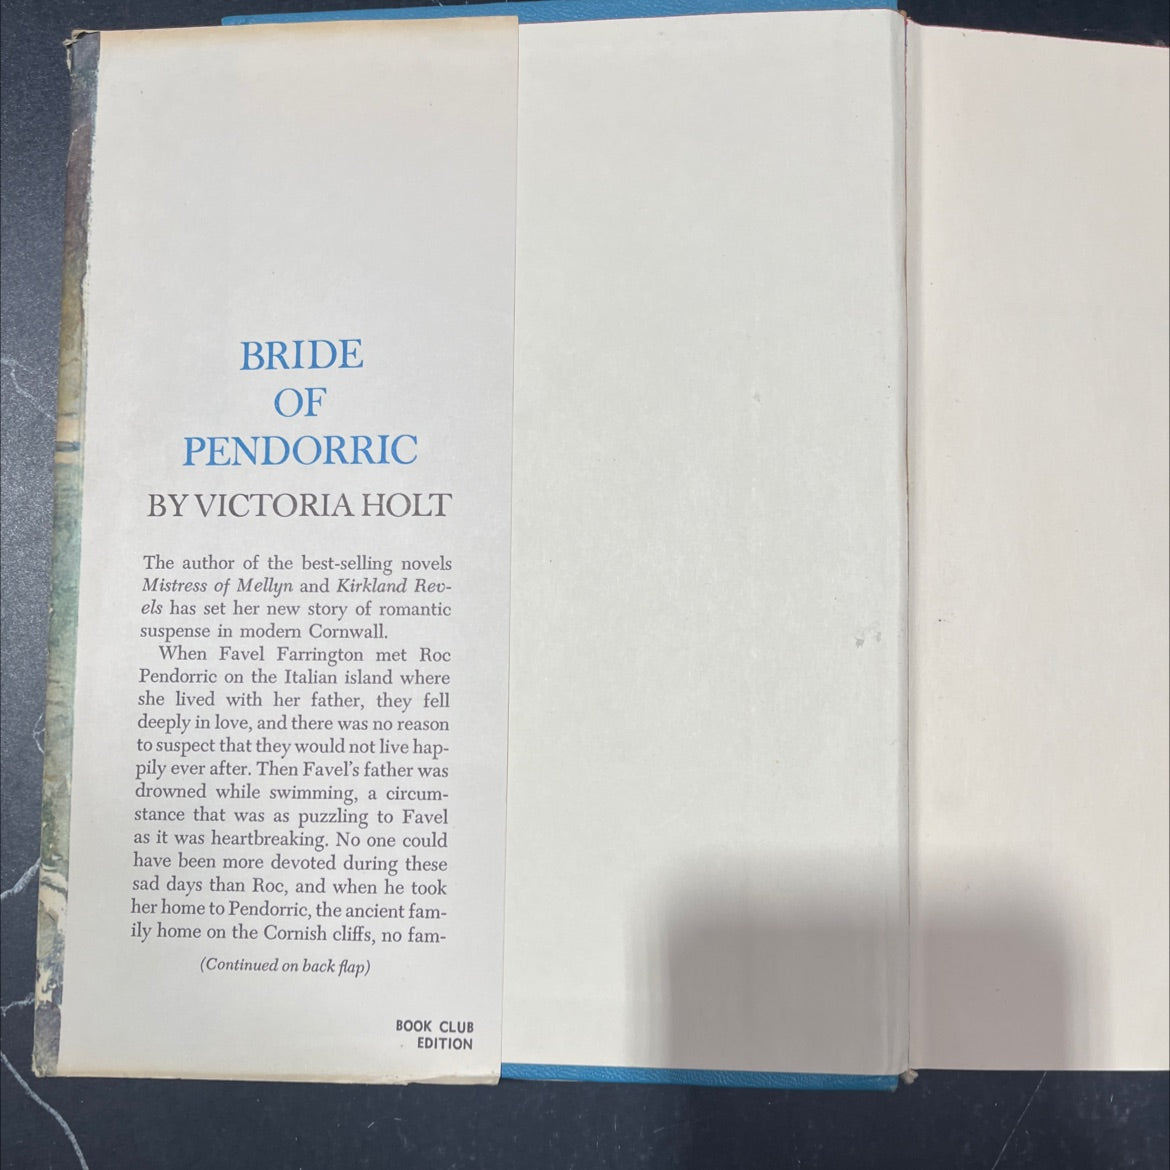 BRIDE
OF
PENDORRIC
BY VICTORIA HOLT
The author of the best-selling novels
Mistress of Mellyn and Kirkland Rev-
els has set her new story of romantic
suspense in modern Cornwall.
When Favel Farrington met Roc
Pendorric on the Italian island where
she lived with her father, they fell
deeply in love, and there was no reason
to suspect that they would not live hap-
pily ever after. Then Favel's father was
drowned while swimming, a circum-
stance that was as puzzling to Favel
as it was heartbreaking. No one could
have been more devoted during these
sad days than Roc, and when he took
her home to Pendorric, the ancient fam-
ily home on the Cornish cliffs, no fam-
(Continued on back flap)
BOOK CLUB
EDITION